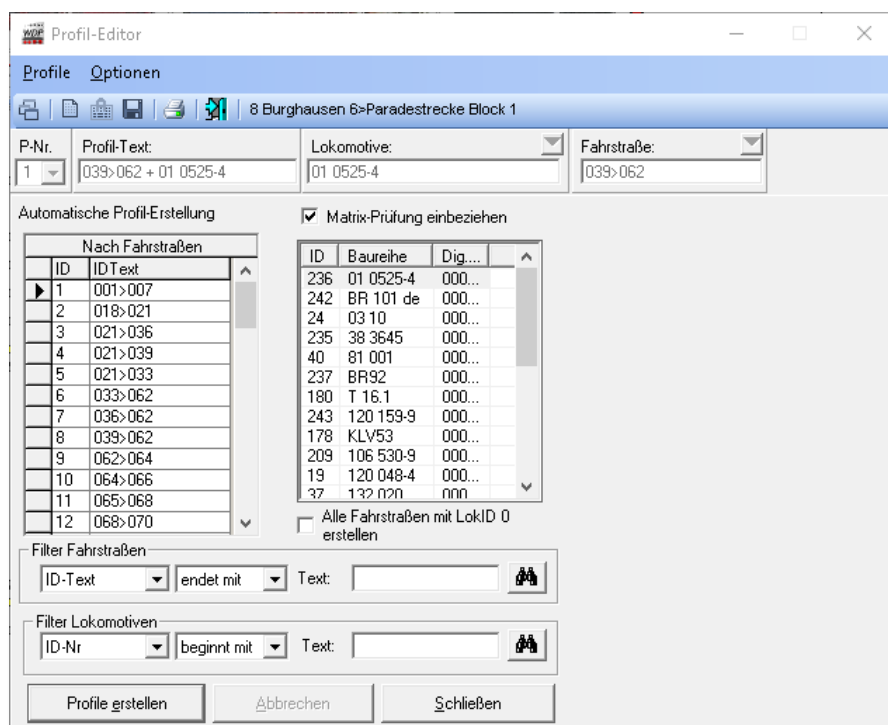 WDP Profil-Editor
Profile Optionen
8 Burghausen 6>Paradestrecke Block 1
P-Nr. Profil-Text: Lokomotive: Fahrstraße:
1 039>062 + 01 0525-4 01 0525-4 039>062
Automatische Profil-Erstellung
Matrix-Prüfung einbeziehen
Nach Fahrstraßen
ID IDText
1 001>007
2 018>021
3 021>036
4 021>039
5 021>033
6 033>062
7 036>062
8 039>062
9 062>064
10 064>066
11 065>068
12 068>070
ID Baureihe Dig....
236 01 0525-4 000...
242 BR 101 de 000...
24 03 10 000...
235 38 3645 000...
40 81 001 000...
237 BR92 000...
180 T 16.1 000...
243 120 159-9 000...
178 KLV53 000...
209 106 530-9 000...
19 120 048-4 000...
37 132 020 000
Alle Fahrstraßen mit LokID 0
erstellen
Filter Fahrstraßen
ID-Text endet mit Text:
Filter Lokomotiven
ID-Nr beginnt mit Text:
Profile erstellen Abbrechen Schließen